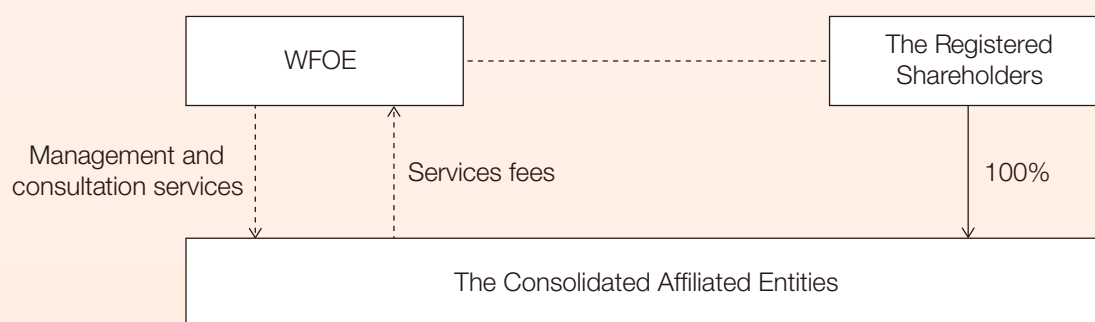 WFOE
The Registered
Shareholders
Management and
consultation services
Services fees
100%
The Consolidated Affiliated Entities